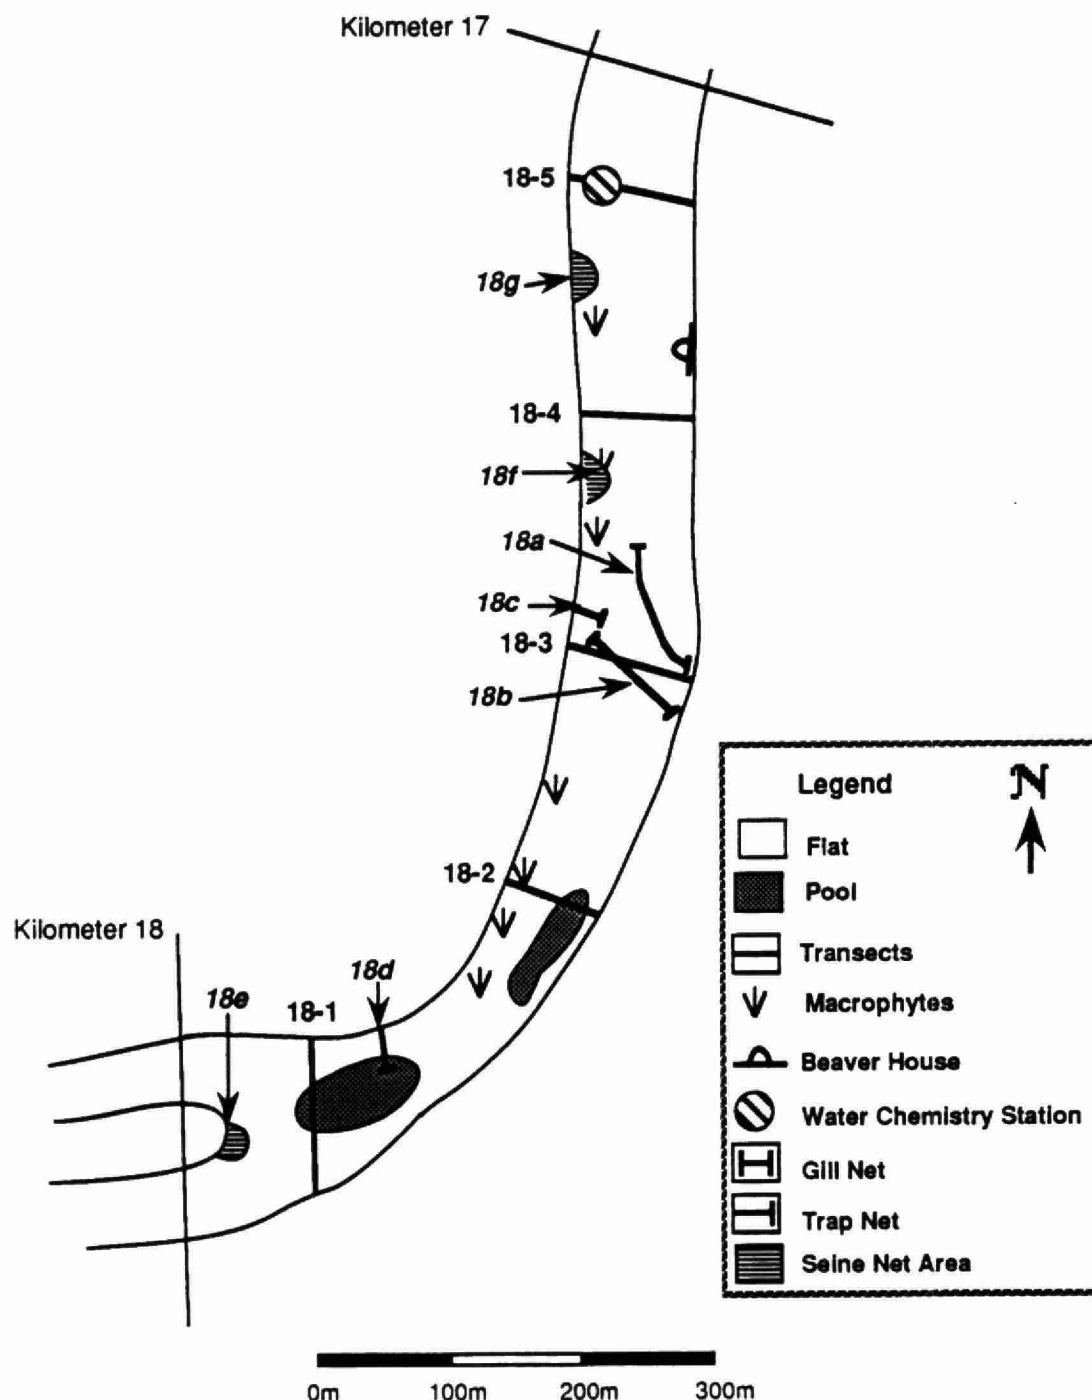 Kilometer 17
18-5
18g
18-4
18f
18a
18c
18-3
18b
18-2
Kilometer 18
18d
18e
18-1
Legend
N
Flat
Pool
Transects
Macrophytes
Beaver House
Water Chemistry Station
Gill Net
Trap Net
Seine Net Area
0m 100m 200m 300m